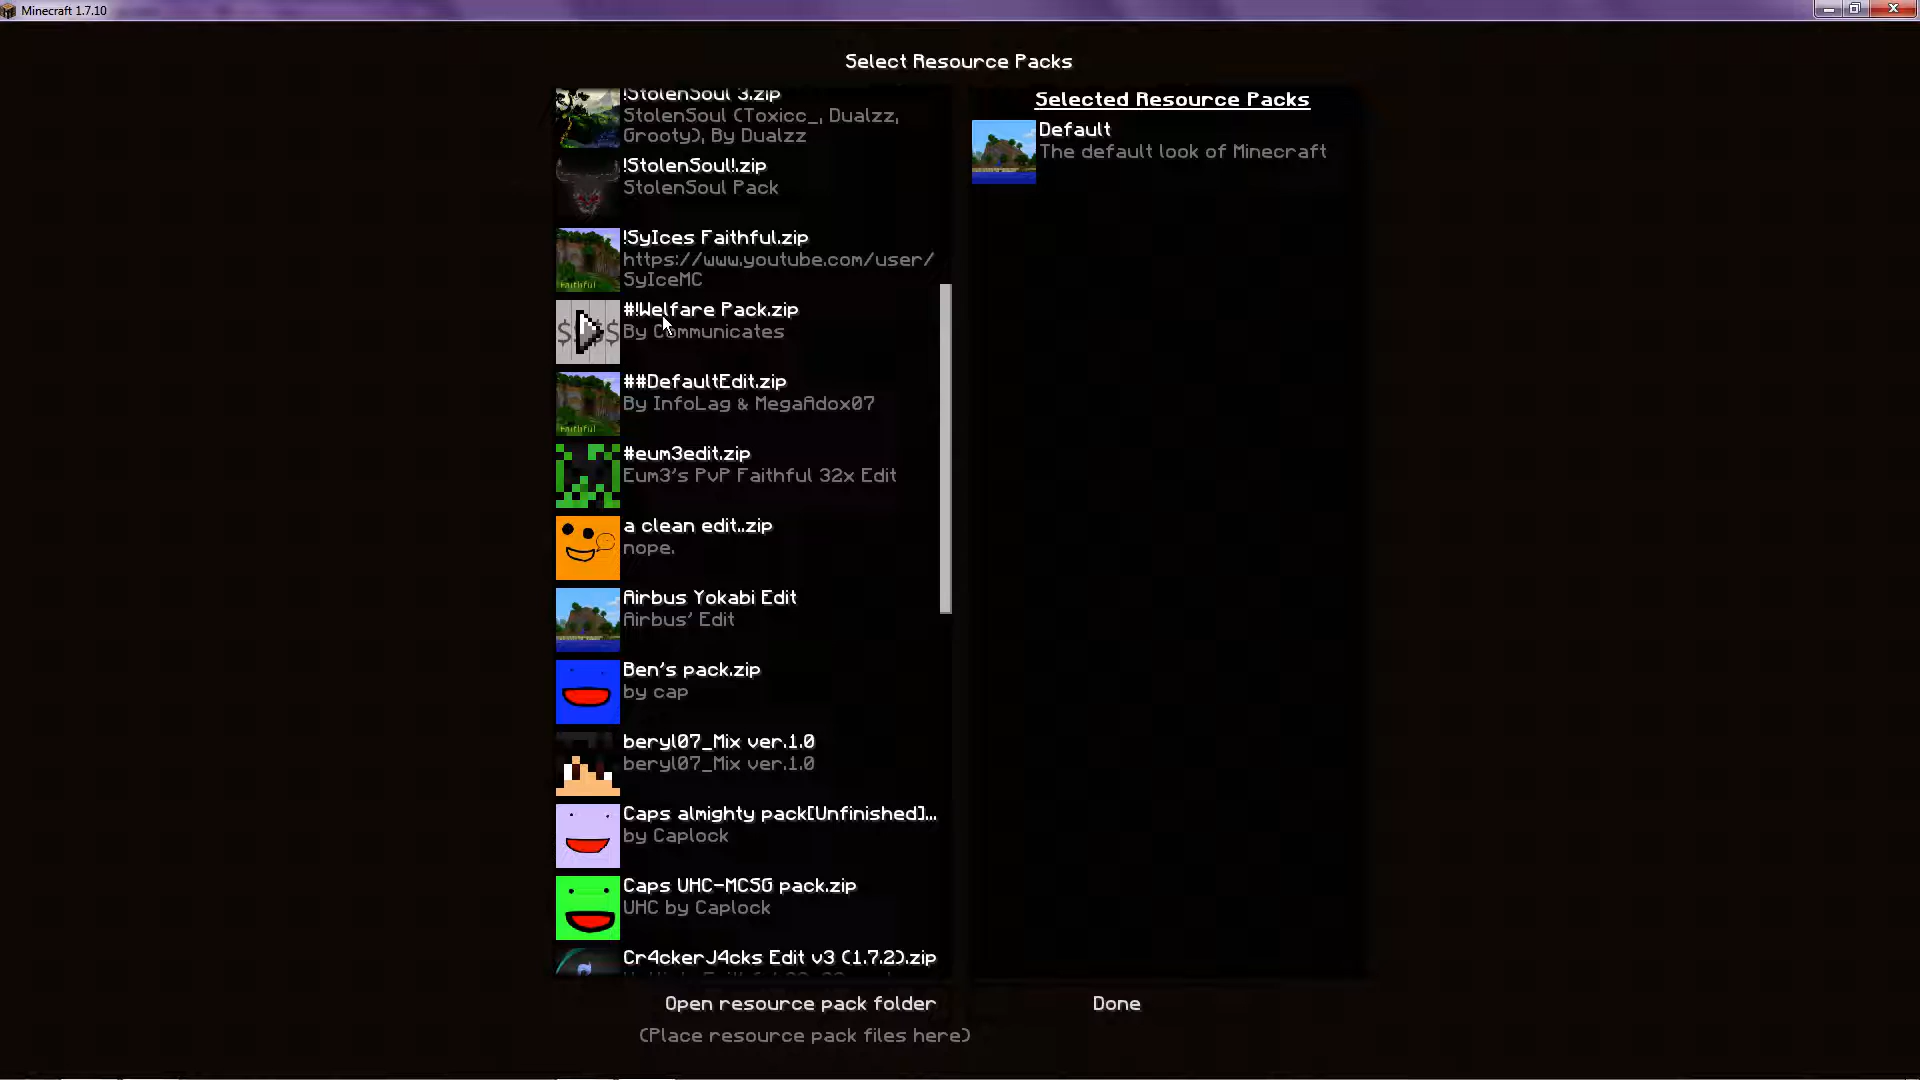 Minecraft 1.7.10
Select Resource Packs
!StolenSoul 3.zip
StolenSoul (Toxicc_, Dualzz,
Grooty), By Dualzz
!StolenSoul!.zip
StolenSoul Pack
!SyIces Faithful.zip
https://www.youtube.com/user/
SyIceMC
Faithful
#!Welfare Pack.zip
By Communicates
##DefaultEdit.zip
By InfoLag & MegaAdox07
Faithful
#eum3edit.zip
Eum3's PvP Faithful 32x Edit
a clean edit..zip
nope.
Airbus Yokabi Edit
Airbus' Edit
Ben's pack.zip
by cap
beryl07_Mix ver.1.0
beryl07_Mix ver.1.0
Caps almighty pack[Unfinished]...
by Caplock
Caps UHC-MCSG pack.zip
UHC by Caplock
Cr4ckerJ4cks Edit v3 (1.7.2).zip
Selected Resource Packs
Default
The default look of Minecraft
Open resource pack folder
Done
(Place resource pack files here)